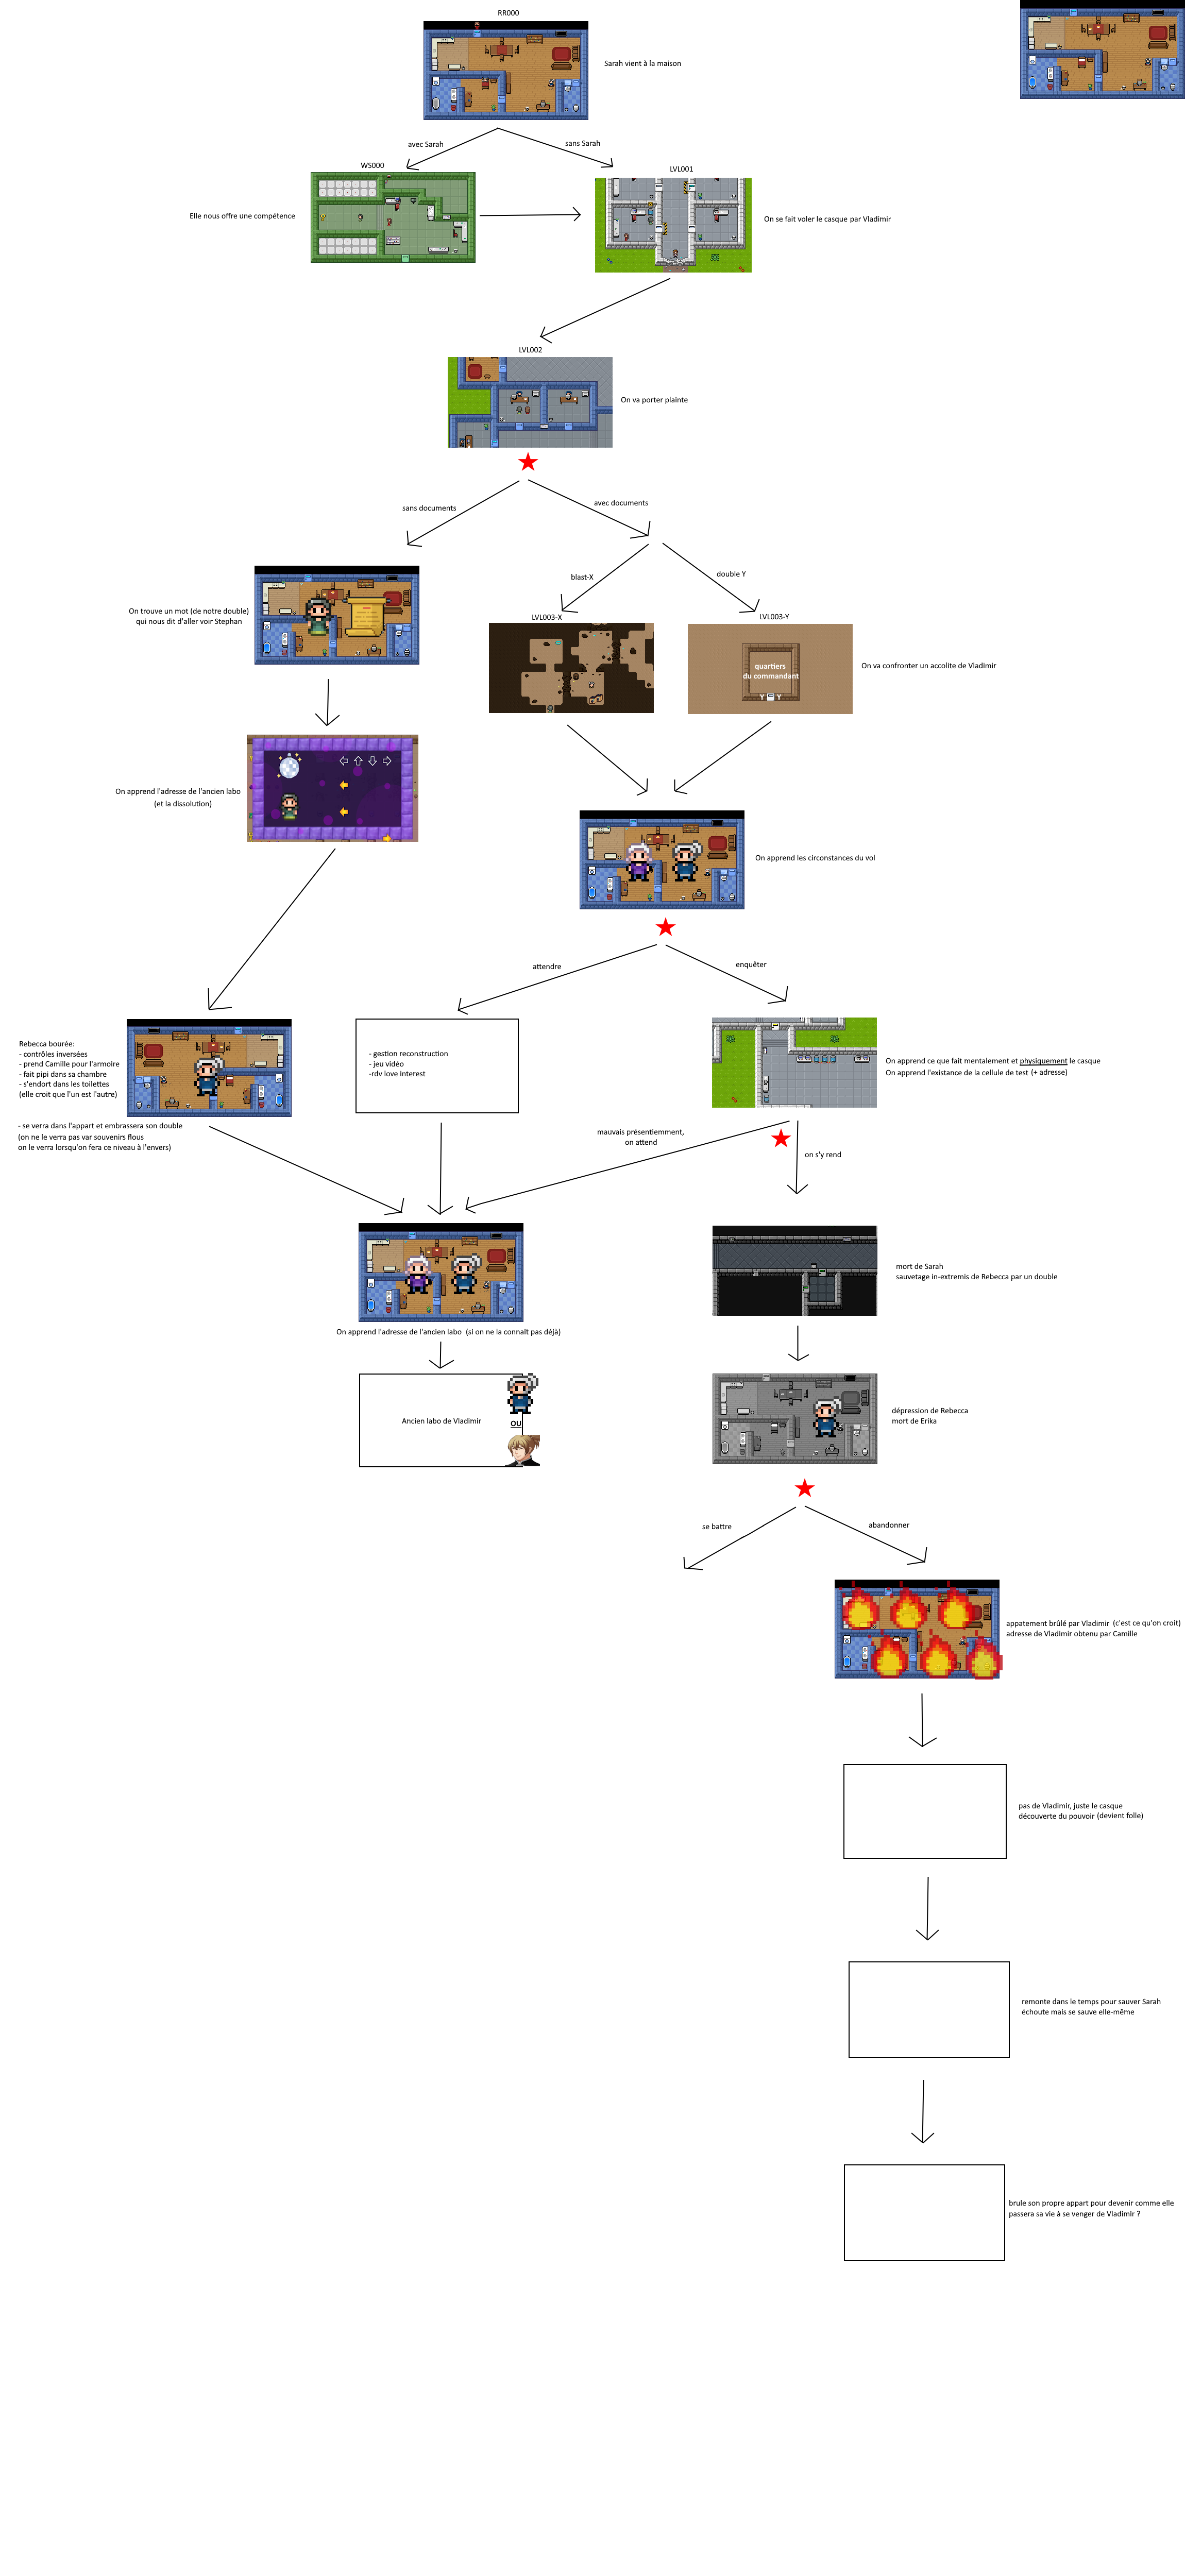 RR000
Sarah vient à la maison
avec Sarah
sans Sarah
WS000
LVL001
Elle nous offre une compétence
On se fait voler le casque par Vladimir
LVL002
On va porter plainte
sans documents
avec documents
blast-X
double Y
On trouve un mot (de notre double)
qui nous dit d'aller voir Stephan
LVL003-X
LVL003-Y
quartiers
du commandant
Y Y
On va confronter un accolite de Vladimir
On apprend l'adresse de l'ancien labo
(et la dissolution)
On apprend les circonstances du vol
attendre
enquêter
Rebecca bourée:
- contrôles inversées
- prend Camille pour l'armoire
- fait pipi dans sa chambre
- s'endort dans les toilettes
(elle croit que l'un est l'autre)
- se verra dans l'appart et embrassera son double
(on ne le verra pas var souvenirs flous
on le verra lorsqu'on fera ce niveau à l'envers)
- gestion reconstruction
- jeu vidéo
-rdv love interest
On apprend ce que fait mentalement et physiquement le casque
On apprend l'existance de la cellule de test (+ adresse)
mauvais présentiemment,
on attend
on s'y rend
mort de Sarah
sauvetage in-extremis de Rebecca par un double
On apprend l'adresse de l'ancien labo (si on ne la connait pas déjà)
Ancien labo de Vladimir
OU
dépression de Rebecca
mort de Erika
se battre
abandonner
appatement brûlé par Vladimir (c'est ce qu'on croit)
adresse de Vladimir obtenu par Camille
pas de Vladimir, juste le casque
découverte du pouvoir (devient folle)
remonte dans le temps pour sauver Sarah
échoute mais se sauve elle-même
brule son propre appart pour devenir comme elle
passera sa vie à se venger de Vladimir ?